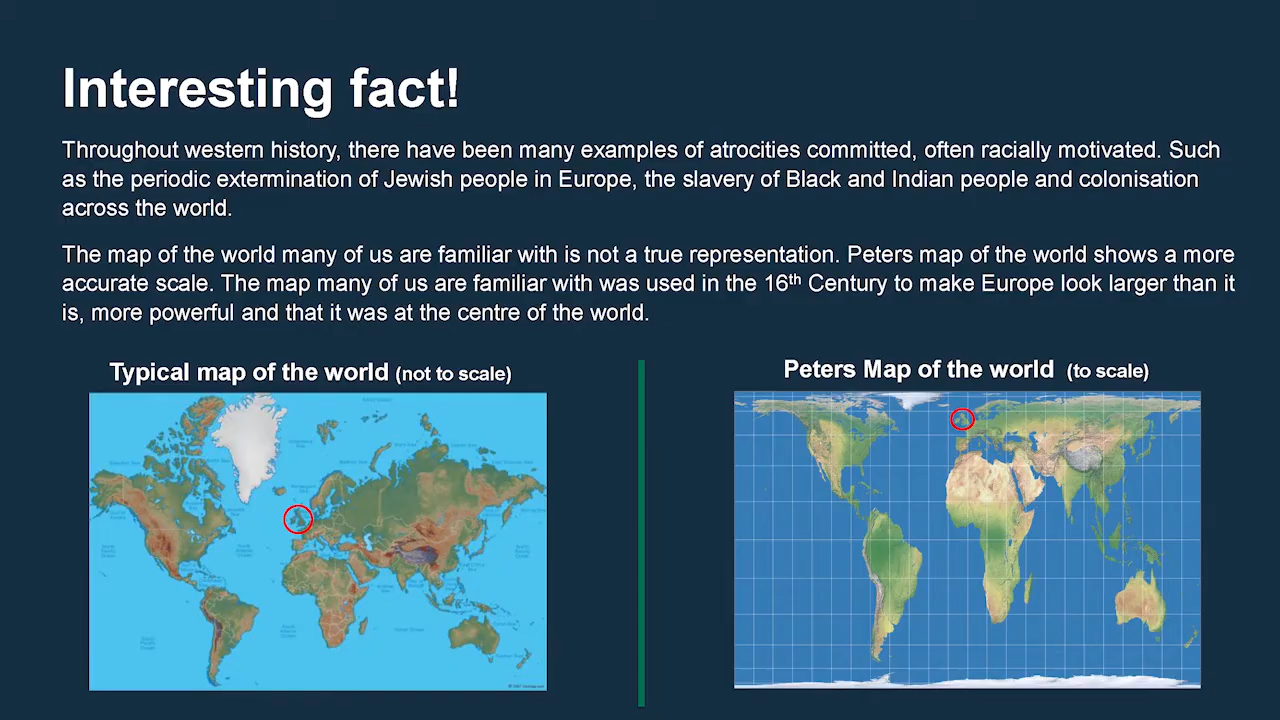 Interesting fact!
Throughout western history, there have been many examples of atrocities committed, often racially motivated. Such
as the periodic extermination of Jewish people in Europe, the slavery of Black and Indian people and colonisation
across the world.
The map of the world many of us are familiar with is not a true representation. Peters map of the world shows a more
accurate scale. The map many of us are familiar with was used in the 16th Century to make Europe look larger than it
is, more powerful and that it was at the centre of the world.
Typical map of the world (not to scale)
Peters Map of the world (to scale)